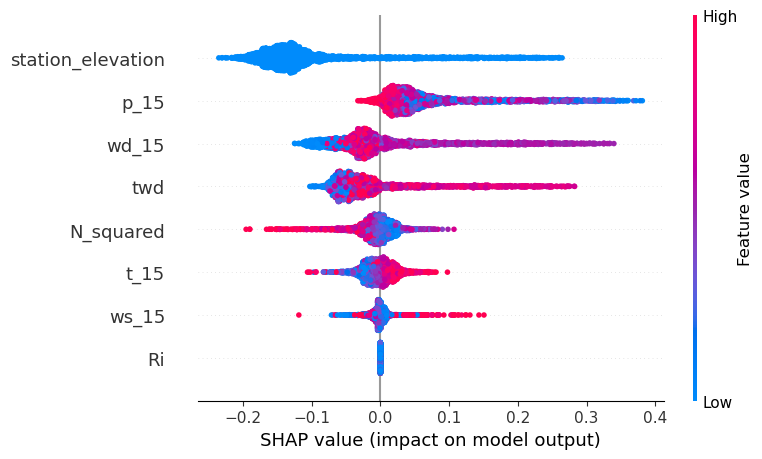 High
station_elevation
p_15
wd_15
twd
N_squared
t_15
ws_15
Ri
Feature value
Low
−0.2 −0.1 0.0 0.1 0.2 0.3 0.4
SHAP value (impact on model output)